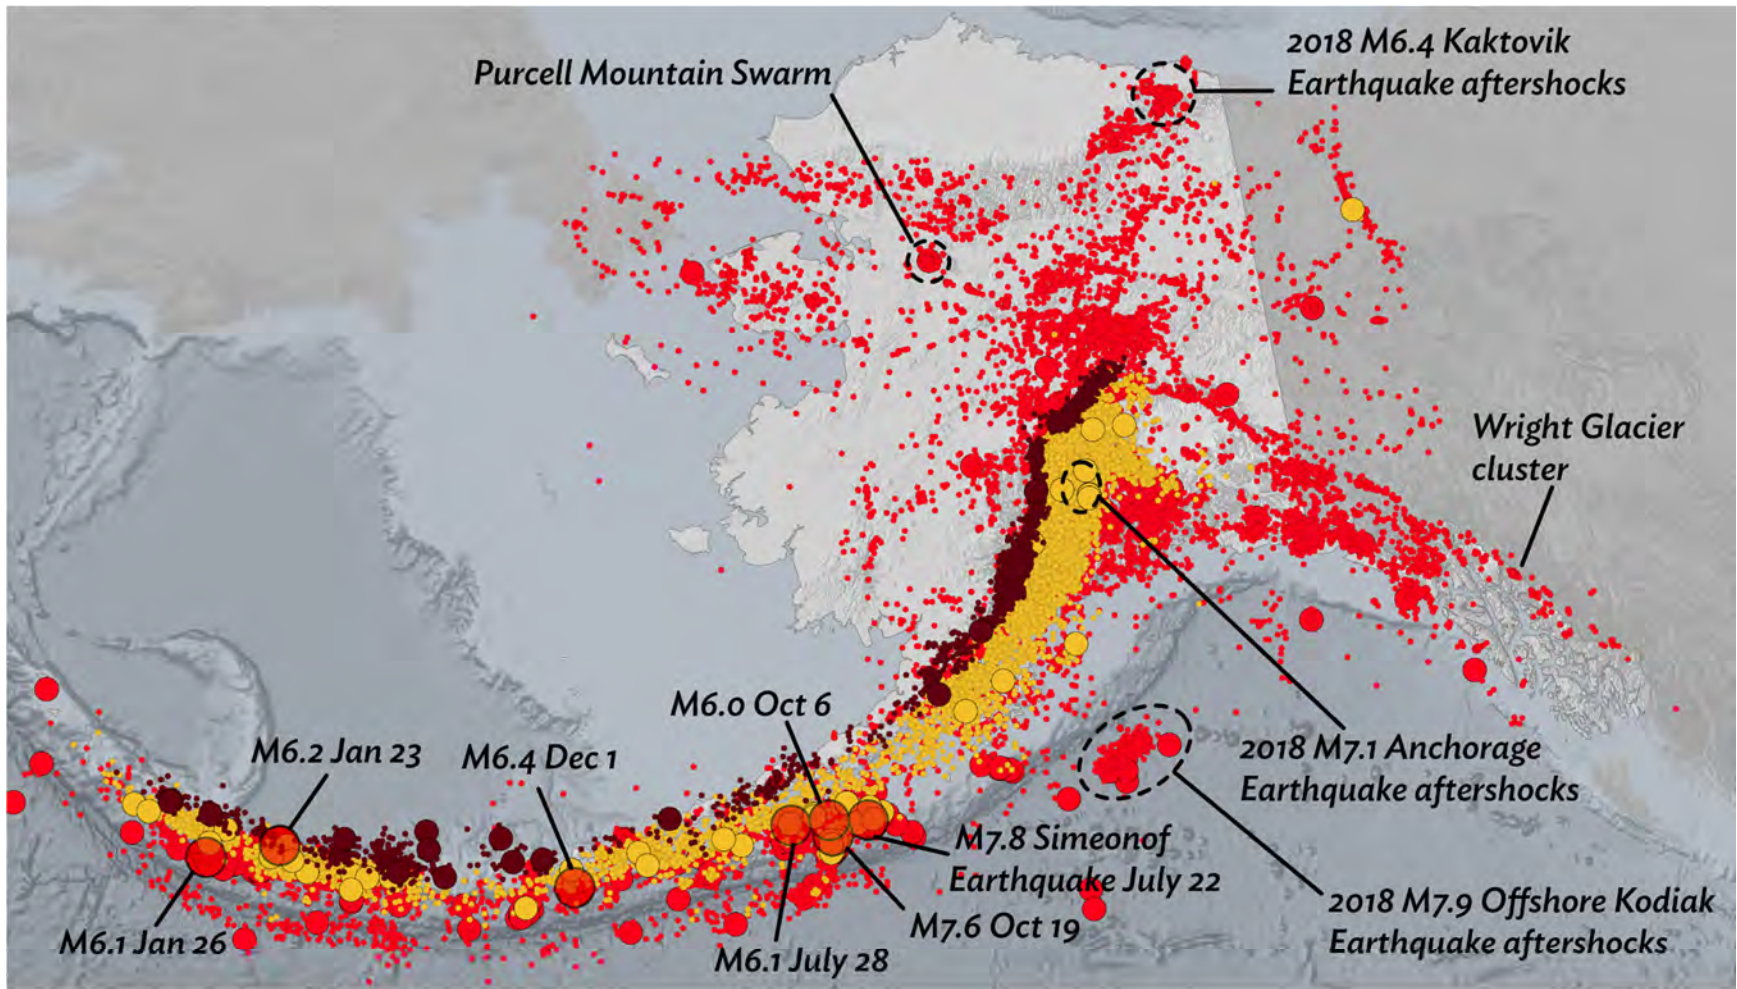 2018 M6.4 Kaktovik
Earthquake aftershocks
Purcell Mountain Swarm
Wright Glacier
cluster
M6.0 Oct 6
M6.2 Jan 23
M6.4 Dec 1
2018 M7.1 Anchorage
Earthquake aftershocks
M7.8 Simeonof
Earthquake July 22
2018 M7.9 Offshore Kodiak
Earthquake aftershocks
M7.6 Oct 19
M6.1 Jan 26
M6.1 July 28